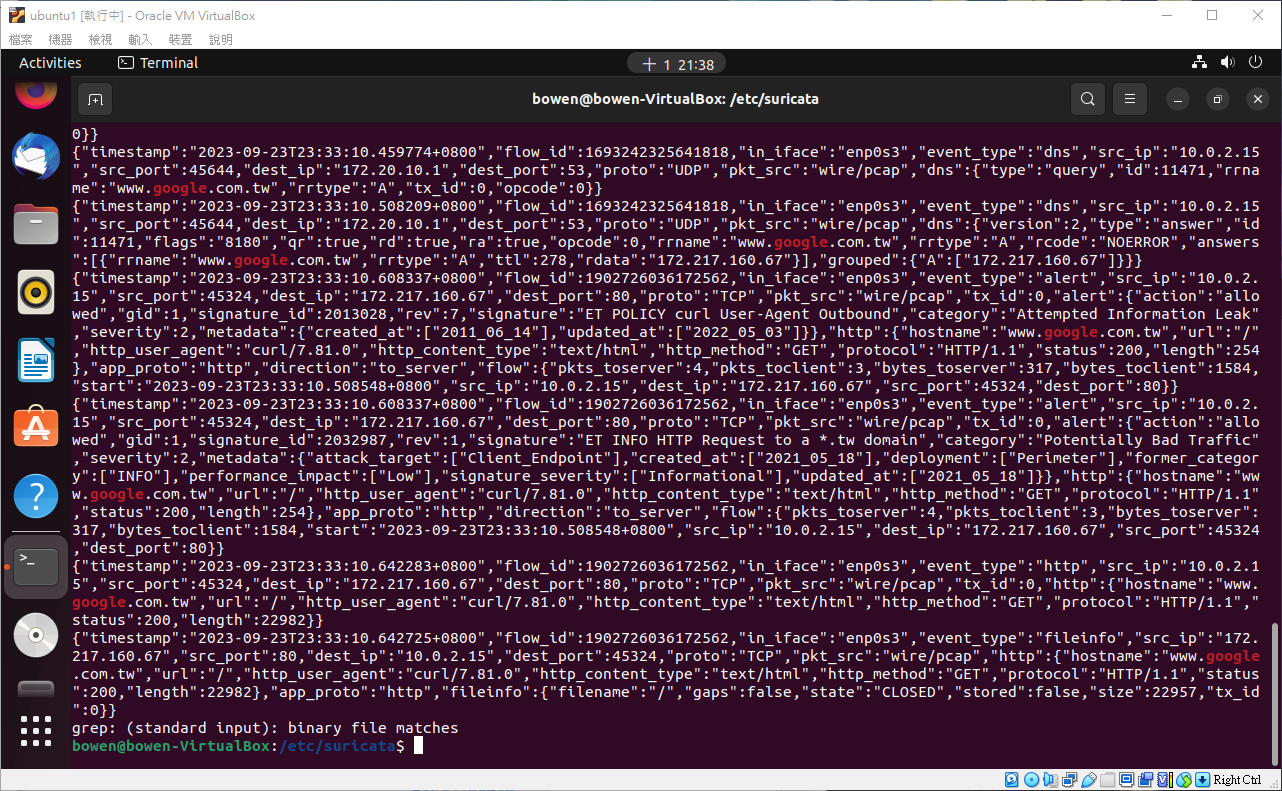 ubuntu1 [執行中] - Oracle VM VirtualBox
檔案 機器 檢視 輸入 裝置 說明
Activities Terminal 1 21:38
bowen@bowen-VirtualBox: /etc/suricata
0}}
{"timestamp":"2023-09-23T23:33:10.459774+0800","flow_id":1693242325641818,"in_iface":"enp0s3","event_type":"dns","src_ip":"10.0.2.15
","src_port":45644,"dest_ip":"172.20.10.1","dest_port":53,"proto":"UDP","pkt_src":"wire/pcap","dns":{"type":"query","id":11471,"rrna
me":"www.google.com.tw","rrtype":"A","tx_id":0,"opcode":0}}
{"timestamp":"2023-09-23T23:33:10.508209+0800","flow_id":1693242325641818,"in_iface":"enp0s3","event_type":"dns","src_ip":"10.0.2.15
","src_port":45644,"dest_ip":"172.20.10.1","dest_port":53,"proto":"UDP","pkt_src":"wire/pcap","dns":{"version":2,"type":"answer","id
":11471,"flags":"8180","qr":true,"rd":true,"ra":true,"opcode":0,"rrname":"www.google.com.tw","rrtype":"A","rcode":"NOERROR","answers
":[{"rrname":"www.google.com.tw","rrtype":"A","ttl":278,"rdata":"172.217.160.67"}],"grouped":{"A":["172.217.160.67"]}}}
{"timestamp":"2023-09-23T23:33:10.608337+0800","flow_id":1902726036172562,"in_iface":"enp0s3","event_type":"alert","src_ip":"10.0.2.
15","src_port":45324,"dest_ip":"172.217.160.67","dest_port":80,"proto":"TCP","pkt_src":"wire/pcap","tx_id":0,"alert":{"action":"allo
wed","gid":1,"signature_id":2013028,"rev":7,"signature":"ET POLICY curl User-Agent Outbound","category":"Attempted Information Leak"
,"severity":2,"metadata":{"created_at":["2011_06_14"],"updated_at":["2022_05_03"]}},"http":{"hostname":"www.google.com.tw","url":"/"
,"http_user_agent":"curl/7.81.0","http_content_type":"text/html","http_method":"GET","protocol":"HTTP/1.1","status":200,"length":254
},"app_proto":"http","direction":"to_server","flow":{"pkts_toserver":4,"pkts_toclient":3,"bytes_toserver":317,"bytes_toclient":1584,
"start":"2023-09-23T23:33:10.508548+0800","src_ip":"10.0.2.15","dest_ip":"172.217.160.67","src_port":45324,"dest_port":80}}
{"timestamp":"2023-09-23T23:33:10.608337+0800","flow_id":1902726036172562,"in_iface":"enp0s3","event_type":"alert","src_ip":"10.0.2.
15","src_port":45324,"dest_ip":"172.217.160.67","dest_port":80,"proto":"TCP","pkt_src":"wire/pcap","tx_id":0,"alert":{"action":"allo
wed","gid":1,"signature_id":2032987,"rev":1,"signature":"ET INFO HTTP Request to a *.tw domain","category":"Potentially Bad Traffic"
,"severity":2,"metadata":{"attack_target":["Client_Endpoint"],"created_at":["2021_05_18"],"deployment":["Perimeter"],"former_categor
y":["INFO"],"performance_impact":["Low"],"signature_severity":["Informational"],"updated_at":["2021_05_18"]}},"http":{"hostname":"ww
w.google.com.tw","url":"/","http_user_agent":"curl/7.81.0","http_content_type":"text/html","http_method":"GET","protocol":"HTTP/1.1"
,"status":200,"length":254},"app_proto":"http","direction":"to_server","flow":{"pkts_toserver":4,"pkts_toclient":3,"bytes_toserver":
317,"bytes_toclient":1584,"start":"2023-09-23T23:33:10.508548+0800","src_ip":"10.0.2.15","dest_ip":"172.217.160.67","src_port":45324
,"dest_port":80}}
{"timestamp":"2023-09-23T23:33:10.642283+0800","flow_id":1902726036172562,"in_iface":"enp0s3","event_type":"http","src_ip":"10.0.2.1
5","src_port":45324,"dest_ip":"172.217.160.67","dest_port":80,"proto":"TCP","pkt_src":"wire/pcap","tx_id":0,"http":{"hostname":"www.
google.com.tw","url":"/","http_user_agent":"curl/7.81.0","http_content_type":"text/html","http_method":"GET","protocol":"HTTP/1.1","
status":200,"length":22982}}
{"timestamp":"2023-09-23T23:33:10.642725+0800","flow_id":1902726036172562,"in_iface":"enp0s3","event_type":"fileinfo","src_ip":"172.
217.160.67","src_port":80,"dest_ip":"10.0.2.15","dest_port":45324,"proto":"TCP","pkt_src":"wire/pcap","http":{"hostname":"www.google
.com.tw","url":"/","http_user_agent":"curl/7.81.0","http_content_type":"text/html","http_method":"GET","protocol":"HTTP/1.1","status
":200,"length":22982},"app_proto":"http","fileinfo":{"filename":"/","gaps":false,"state":"CLOSED","stored":false,"size":22957,"tx_id
":0}}
grep: (standard input): binary file matches
bowen@bowen-VirtualBox:/etc/suricata$
Right Ctrl